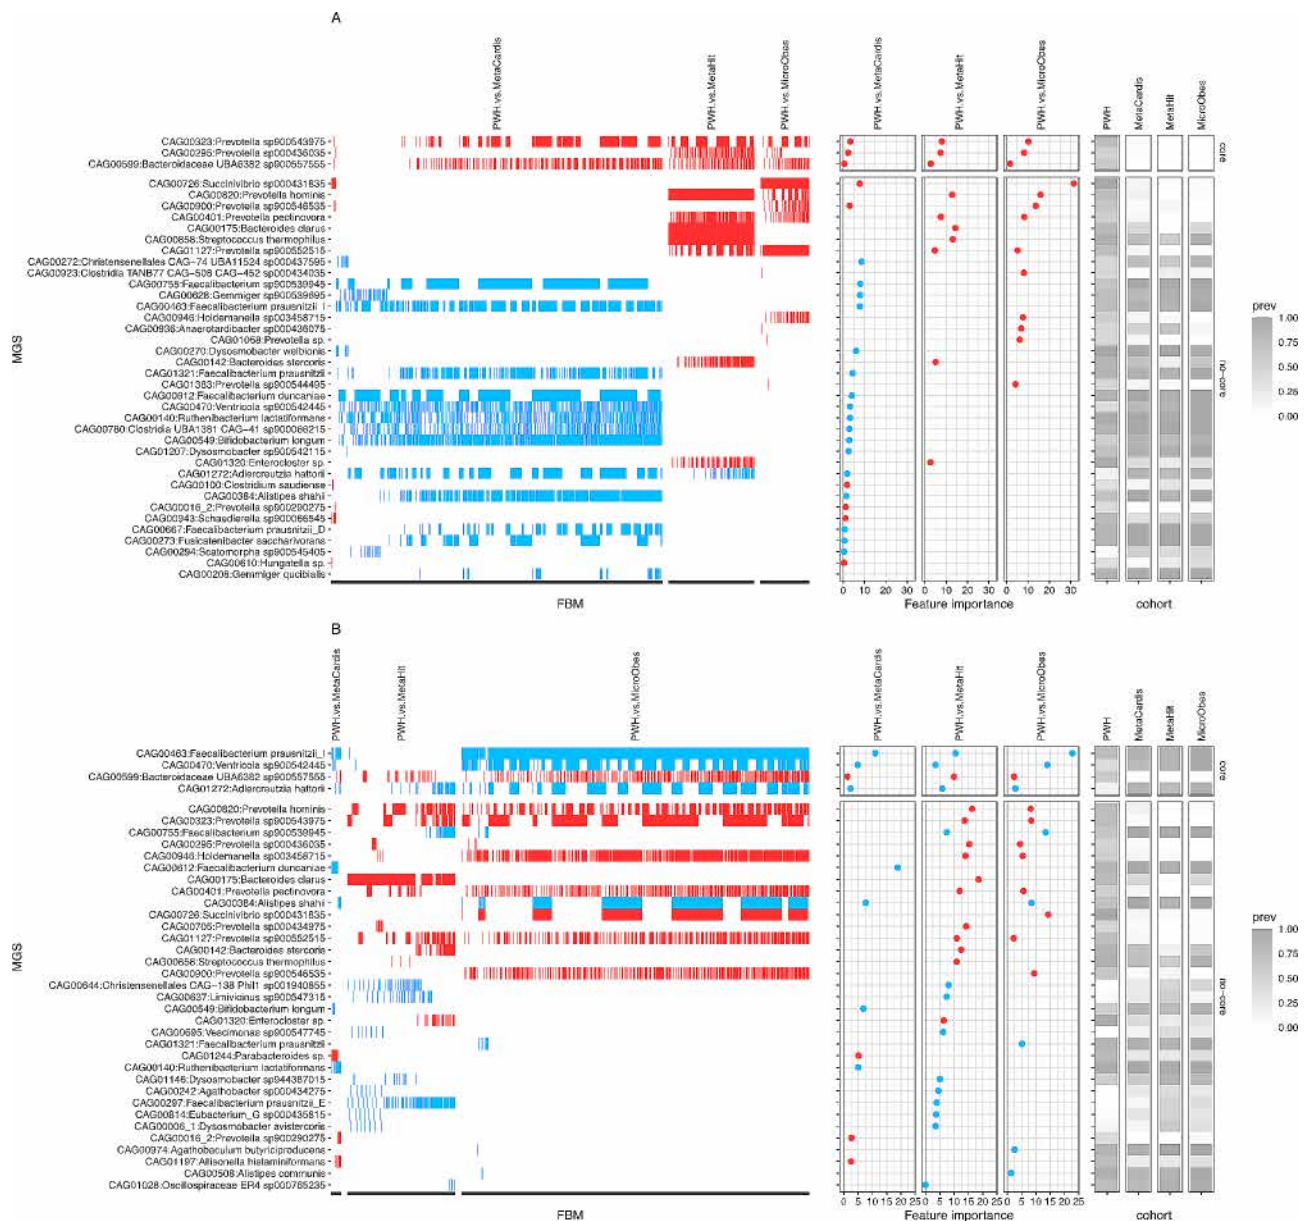 A
PWH.vs.MetaCardis
PWH.vs.MetaHit
PWH.vs.MicroObes
PWH.vs.MetaCardis
PWH.vs.MetaHit
PWH.vs.MicroObes
PWH
MetaCardis
MetaHit
MicroObes
CAG00323:Prevotella sp900543975
CAG00295:Prevotella sp000436035
CAG00599:Bacteroidaceae UBA6382 sp900557555
core
CAG00726:Succinivibrio sp000431835
CAG00820:Prevotella hominis
CAG00900:Prevotella sp900546535
CAG00401:Prevotella pectinovora
CAG00175:Bacteroides clarus
CAG00858:Streptococcus thermophilus
CAG01127:Prevotella sp900552515
CAG00272:Christensenellales CAG-74 UBA11524 sp000437595
CAG00923:Clostridia TANB77 CAG-508 CAG-452 sp000434035
CAG00755:Faecalibacterium sp900539945
CAG00628:Gemmiger sp900539695
CAG00463:Faecalibacterium prausnitzii_I
CAG00946:Holdemanella sp003458715
CAG00936:Anaerotardibacter sp000436075
CAG01068:Prevotella sp.
CAG00270:Dysosmobacter welbionis
CAG00142:Bacteroides stercoris
CAG01321:Faecalibacterium prausnitzii
CAG01383:Prevotella sp900544495
CAG00612:Faecalibacterium duncaniae
CAG00470:Ventricola sp900542445
CAG00140:Ruthenibacterium lactatiformans
CAG00780:Clostridia UBA1381 CAG-41 sp900066215
CAG00549:Bifidobacterium longum
CAG01207:Dysosmobacter sp900542115
CAG01320:Enterocloster sp.
CAG01272:Adlercreutzia hattorii
CAG00100:Clostridium saudiense
CAG00384:Alistipes shahii
CAG00016_2:Prevotella sp900290275
CAG00943:Schaedlerella sp900066545
CAG00667:Faecalibacterium prausnitzii_D
CAG00273:Fusicatenibacter saccharivorans
CAG00294:Scatomorpha sp900545405
CAG00610:Hungatella sp.
CAG00208:Gemmiger qucibialis
no-core
MGS
prev
1.00
0.75
0.50
0.25
0.00
0 5 10 15 20 25 30
0 10 20 30
0 10 20 30
FBM
Feature importance
cohort
B
PWH.vs.MetaCardis
PWH.vs.MetaHit
PWH.vs.MicroObes
PWH.vs.MetaCardis
PWH.vs.MetaHit
PWH.vs.MicroObes
PWH
MetaCardis
MetaHit
MicroObes
CAG00463:Faecalibacterium prausnitzii_I
CAG00470:Ventricola sp900542445
CAG00599:Bacteroidaceae UBA6382 sp900557555
CAG01272:Adlercreutzia hattorii
core
CAG00820:Prevotella hominis
CAG00323:Prevotella sp900543975
CAG00755:Faecalibacterium sp900539945
CAG00295:Prevotella sp000436035
CAG00946:Holdemanella sp003458715
CAG00612:Faecalibacterium duncaniae
CAG00175:Bacteroides clarus
CAG00401:Prevotella pectinovora
CAG00384:Alistipes shahii
CAG00726:Succinivibrio sp000431835
CAG00705:Prevotella sp000434975
CAG01127:Prevotella sp900552515
CAG00142:Bacteroides stercoris
CAG00858:Streptococcus thermophilus
CAG00900:Prevotella sp900546535
CAG00644:Christensenellales CAG-138 Phil1 sp001940855
CAG00637:Limivicinus sp900547315
CAG00549:Bifidobacterium longum
CAG01320:Enterocloster sp.
CAG00695:Vescimonas sp900547745
CAG01321:Faecalibacterium prausnitzii
CAG01244:Parabacteroides sp.
CAG00140:Ruthenibacterium lactatiformans
CAG01146:Dysosmobacter sp944387015
CAG00242:Agathobacter sp000434275
CAG00297:Faecalibacterium prausnitzii_E
CAG00814:Eubacterium_G sp000435815
CAG00006_1:Dysosmobacter avistercoris
CAG00016_2:Prevotella sp900290275
CAG00974:Agathobaculum butyriciproducens
CAG01197:Allisonella histaminiformans
CAG00508:Alistipes communis
CAG01028:Oscillospiraceae ER4 sp000765235
no-core
MGS
prev
1.00
0.75
0.50
0.25
0.00
0 5 10 15 20 25
0 5 10 15 20 25
0 5 10 15 20 25
FBM
Feature importance
cohort